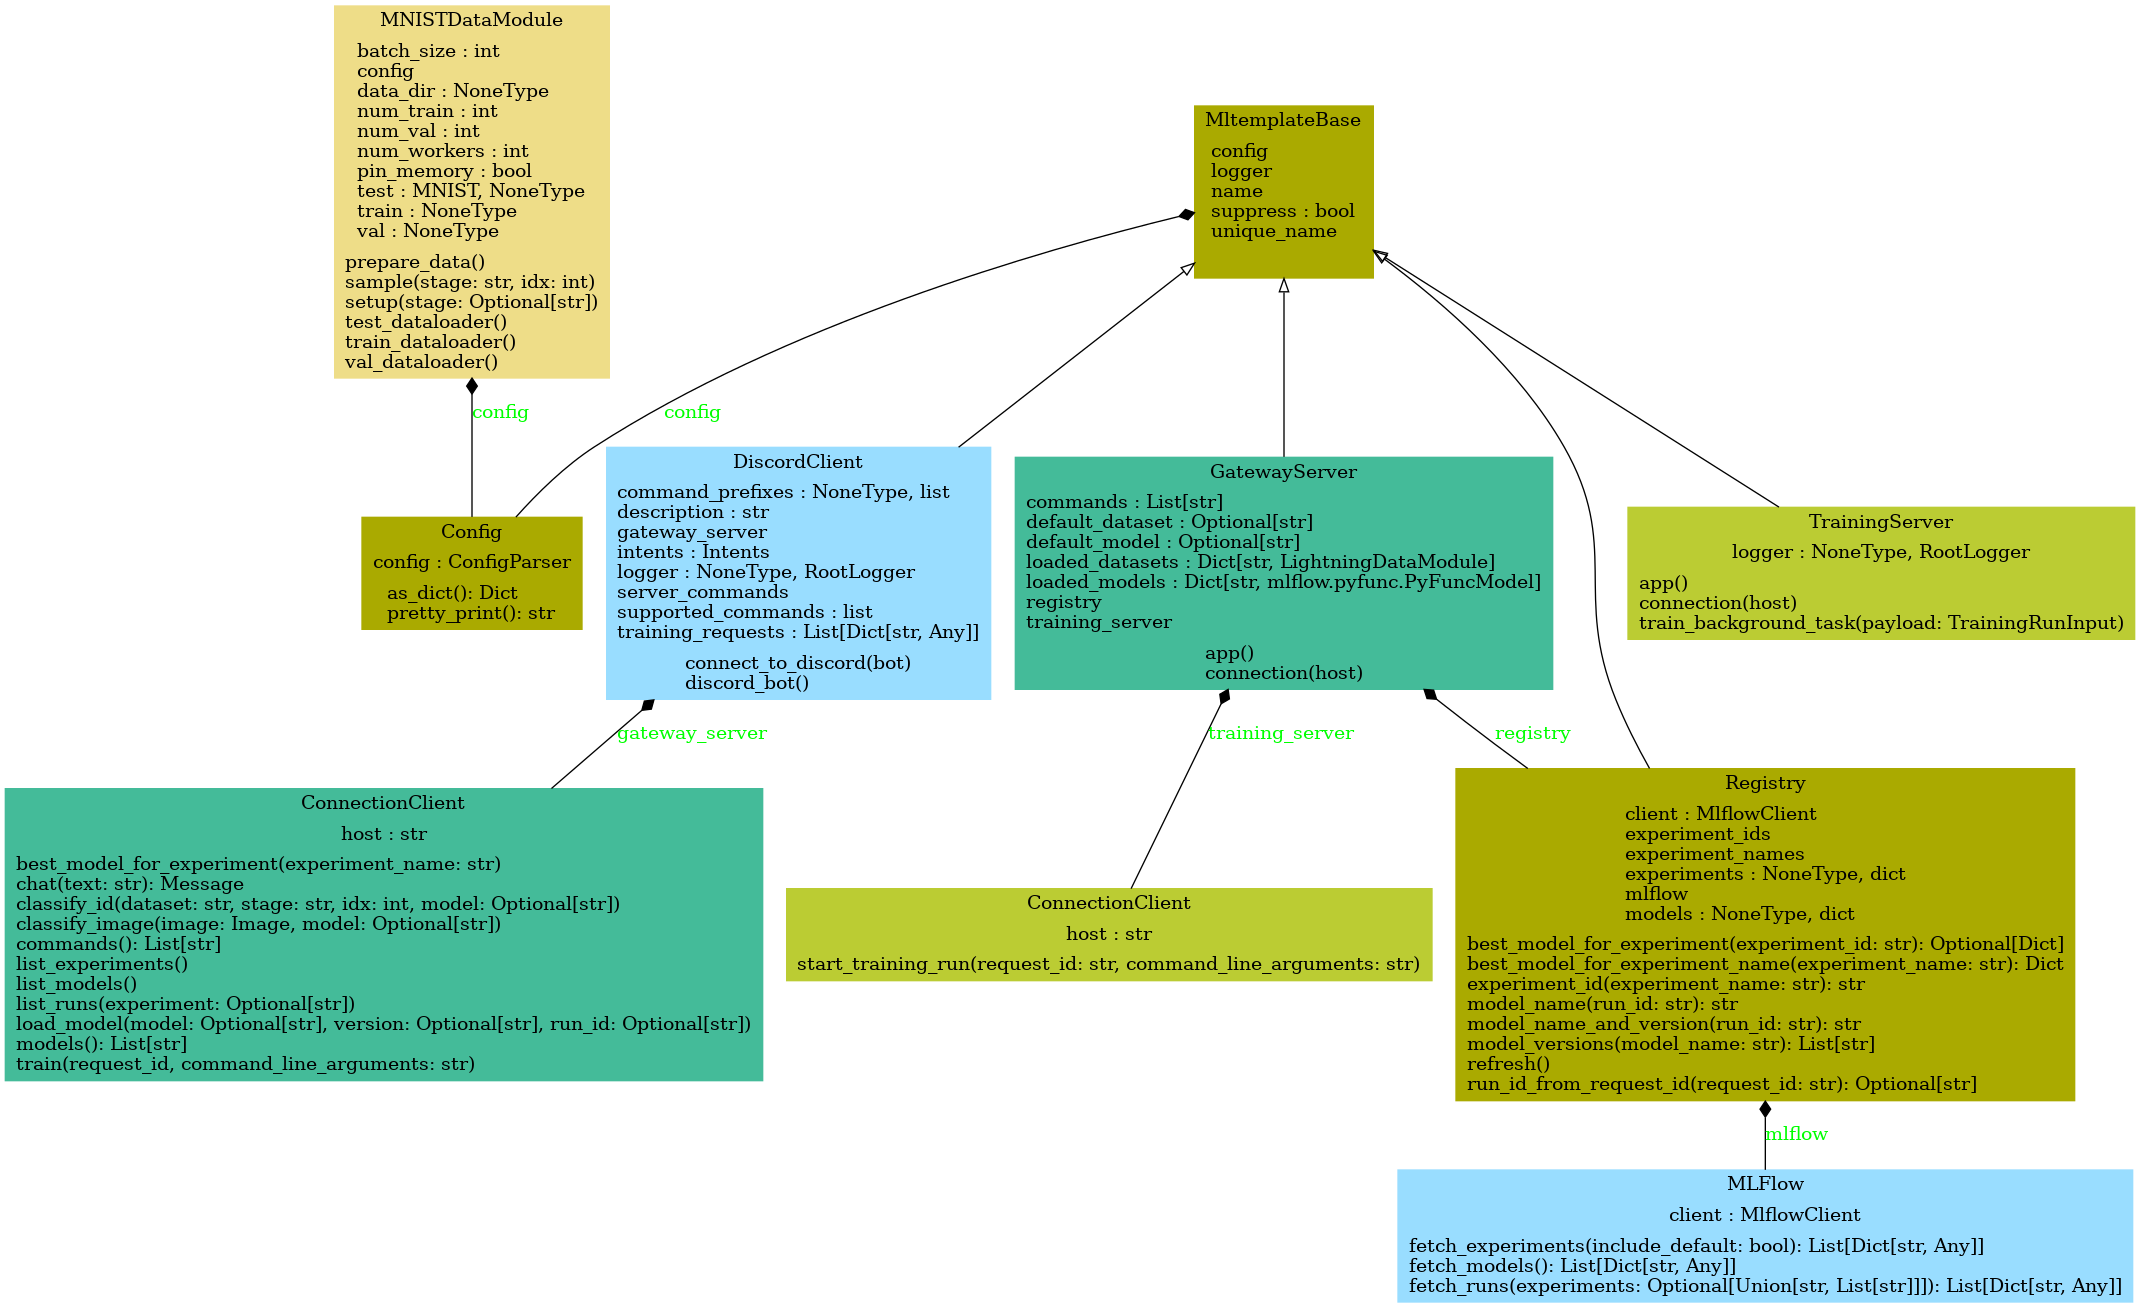 MNISTDataModule
batch_size : int
config
data_dir : NoneType
num_train : int
num_val : int
num_workers : int
pin_memory : bool
test : MNIST, NoneType
train : NoneType
val : NoneType
prepare_data()
sample(stage: str, idx: int)
setup(stage: Optional[str])
test_dataloader()
train_dataloader()
val_dataloader()
MltemplateBase
config
logger
name
suppress : bool
unique_name
config
config
Config
config : ConfigParser
as_dict(): Dict
pretty_print(): str
DiscordClient
command_prefixes : NoneType, list
description : str
gateway_server
intents : Intents
logger : NoneType, RootLogger
server_commands
supported_commands : list
training_requests : List[Dict[str, Any]]
connect_to_discord(bot)
discord_bot()
GatewayServer
commands : List[str]
default_dataset : Optional[str]
default_model : Optional[str]
loaded_datasets : Dict[str, LightningDataModule]
loaded_models : Dict[str, mlflow.pyfunc.PyFuncModel]
registry
training_server
app()
connection(host)
TrainingServer
logger : NoneType, RootLogger
app()
connection(host)
train_background_task(payload: TrainingRunInput)
gateway_server
training_server
registry
ConnectionClient
host : str
best_model_for_experiment(experiment_name: str)
chat(text: str): Message
classify_id(dataset: str, stage: str, idx: int, model: Optional[str])
classify_image(image: Image, model: Optional[str])
commands(): List[str]
list_experiments()
list_models()
list_runs(experiment: Optional[str])
load_model(model: Optional[str], version: Optional[str], run_id: Optional[str])
models(): List[str]
train(request_id, command_line_arguments: str)
ConnectionClient
host : str
start_training_run(request_id: str, command_line_arguments: str)
Registry
client : MlflowClient
experiment_ids
experiment_names
experiments : NoneType, dict
mlflow
models : NoneType, dict
best_model_for_experiment(experiment_id: str): Optional[Dict]
best_model_for_experiment_name(experiment_name: str): Dict
experiment_id(experiment_name: str): str
model_name(run_id: str): str
model_name_and_version(run_id: str): str
model_versions(model_name: str): List[str]
refresh()
run_id_from_request_id(request_id: str): Optional[str]
mlflow
MLFlow
client : MlflowClient
fetch_experiments(include_default: bool): List[Dict[str, Any]]
fetch_models(): List[Dict[str, Any]]
fetch_runs(experiments: Optional[Union[str, List[str]]]): List[Dict[str, Any]]